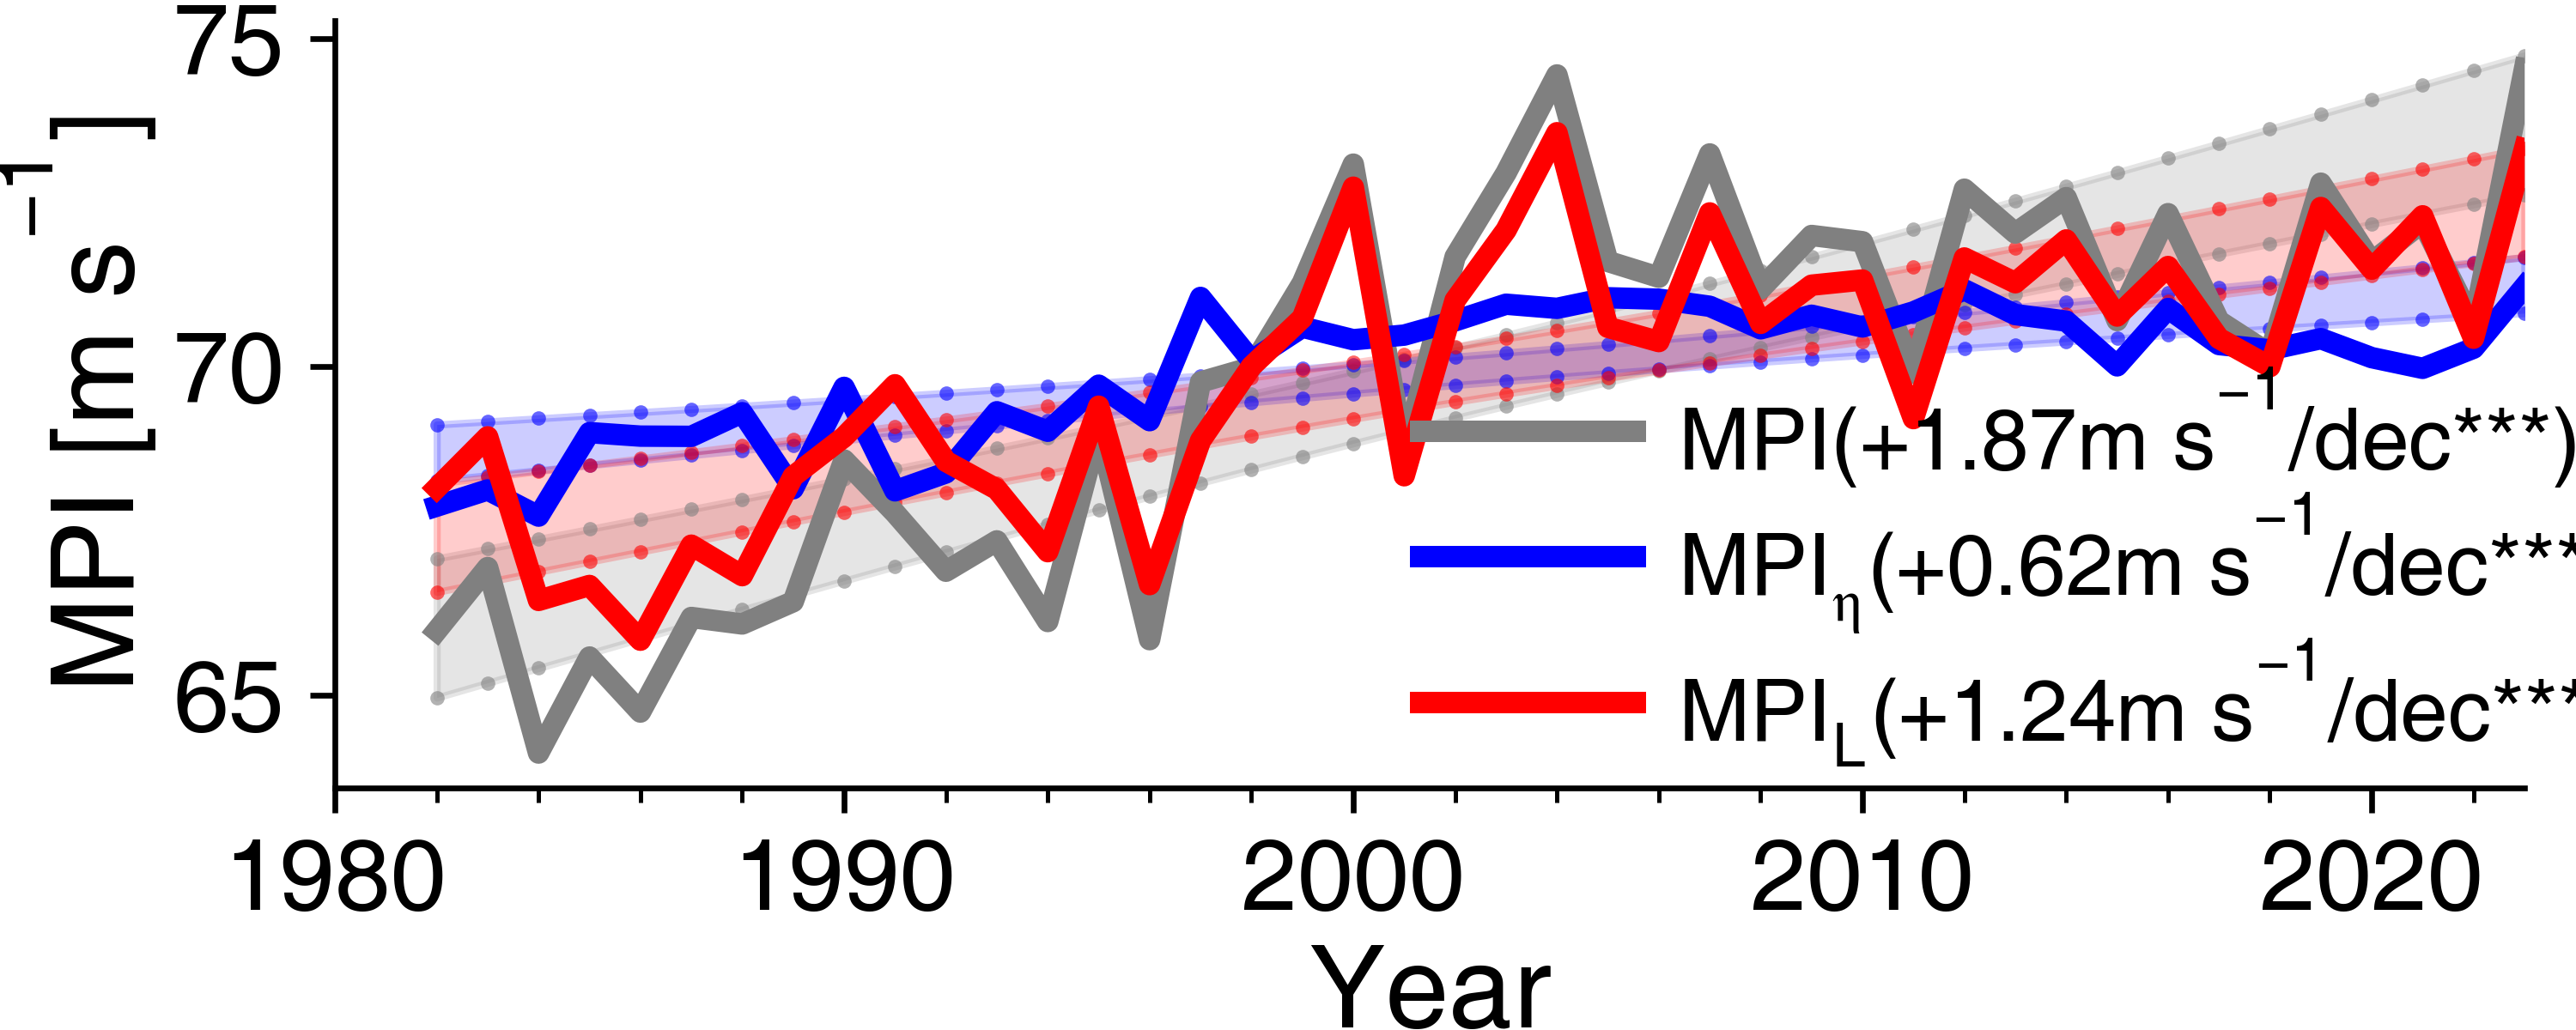 MPI [m s⁻¹]
75
70
65
MPI(+1.87m s⁻¹/dec***)
MPI_η(+0.62m s⁻¹/dec***
MPI_L(+1.24m s⁻¹/dec***
1980 1990 2000 2010 2020
Year